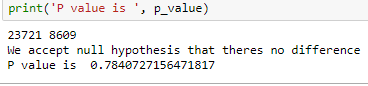 print('P value is ', p_value)
23721 8609
We accept null hypothesis that theres no difference
P value is  0.7840727156471817